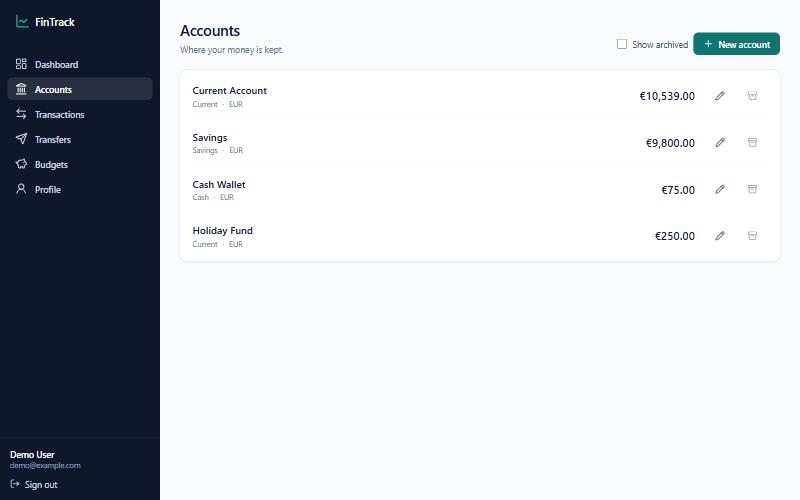 FinTrack
Dashboard
Accounts
Transactions
Transfers
Budgets
Profile
Demo User
demo@example.com
Sign out
Accounts
Where your money is kept.
Show archived
New account
Current Account
Current · EUR
€10,539.00
Savings
Savings · EUR
€9,800.00
Cash Wallet
Cash · EUR
€75.00
Holiday Fund
Current · EUR
€250.00